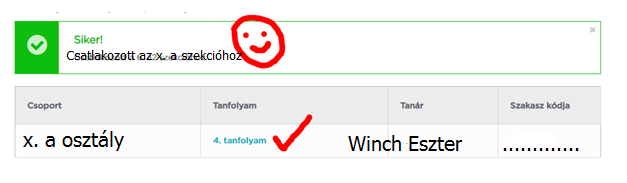 Siker!
Csatlakozott az x. a szekcióhoz
Csoport Tanfolyam Tanár Szakasz kódja
x. a osztály 4. tanfolyam Winch Eszter .............